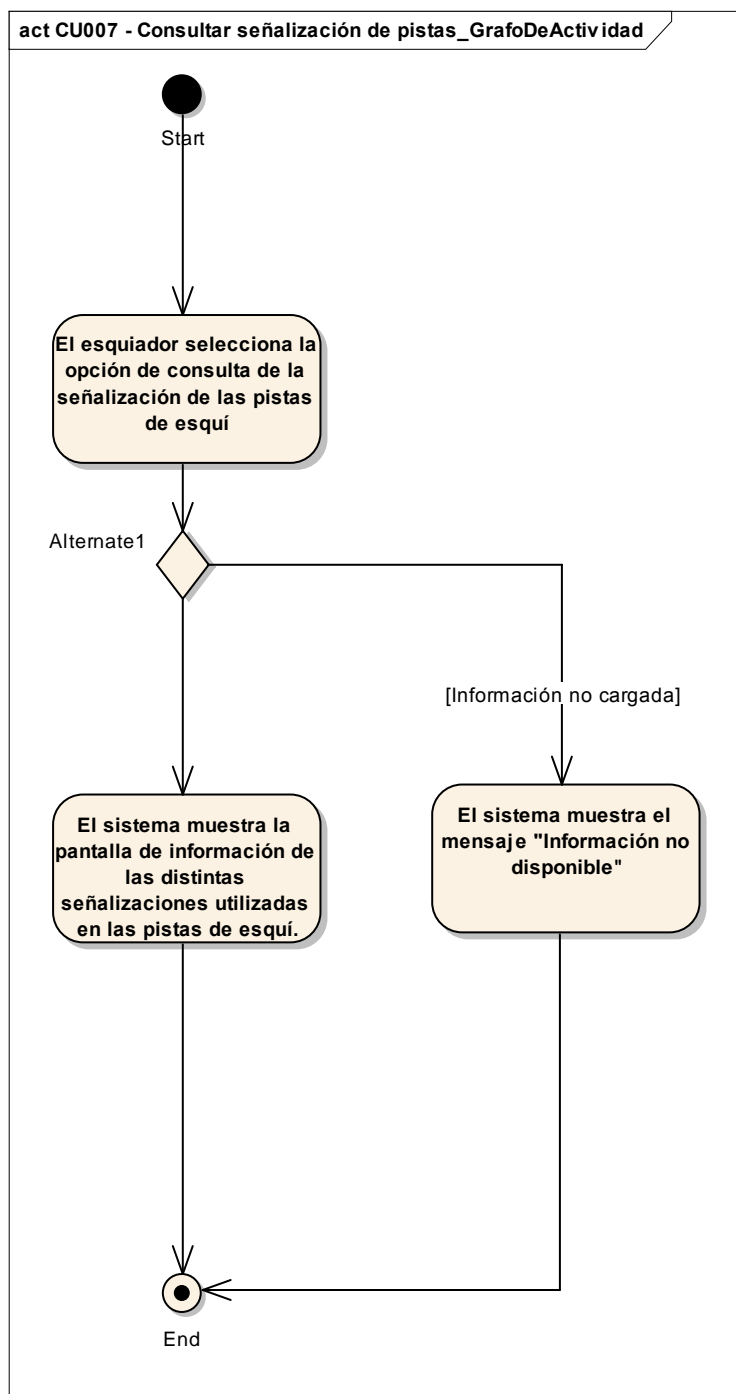 act CU007 - Consultar señalización de pistas_GrafoDeActividad
Start
El esquiador selecciona la
opción de consulta de la
señalización de las pistas
de esquí
Alternate1
[Información no cargada]
El sistema muestra la
pantalla de información de
las distintas
señalizaciones utilizadas
en las pistas de esquí.
El sistema muestra el
mensaje "Información no
disponible"
End